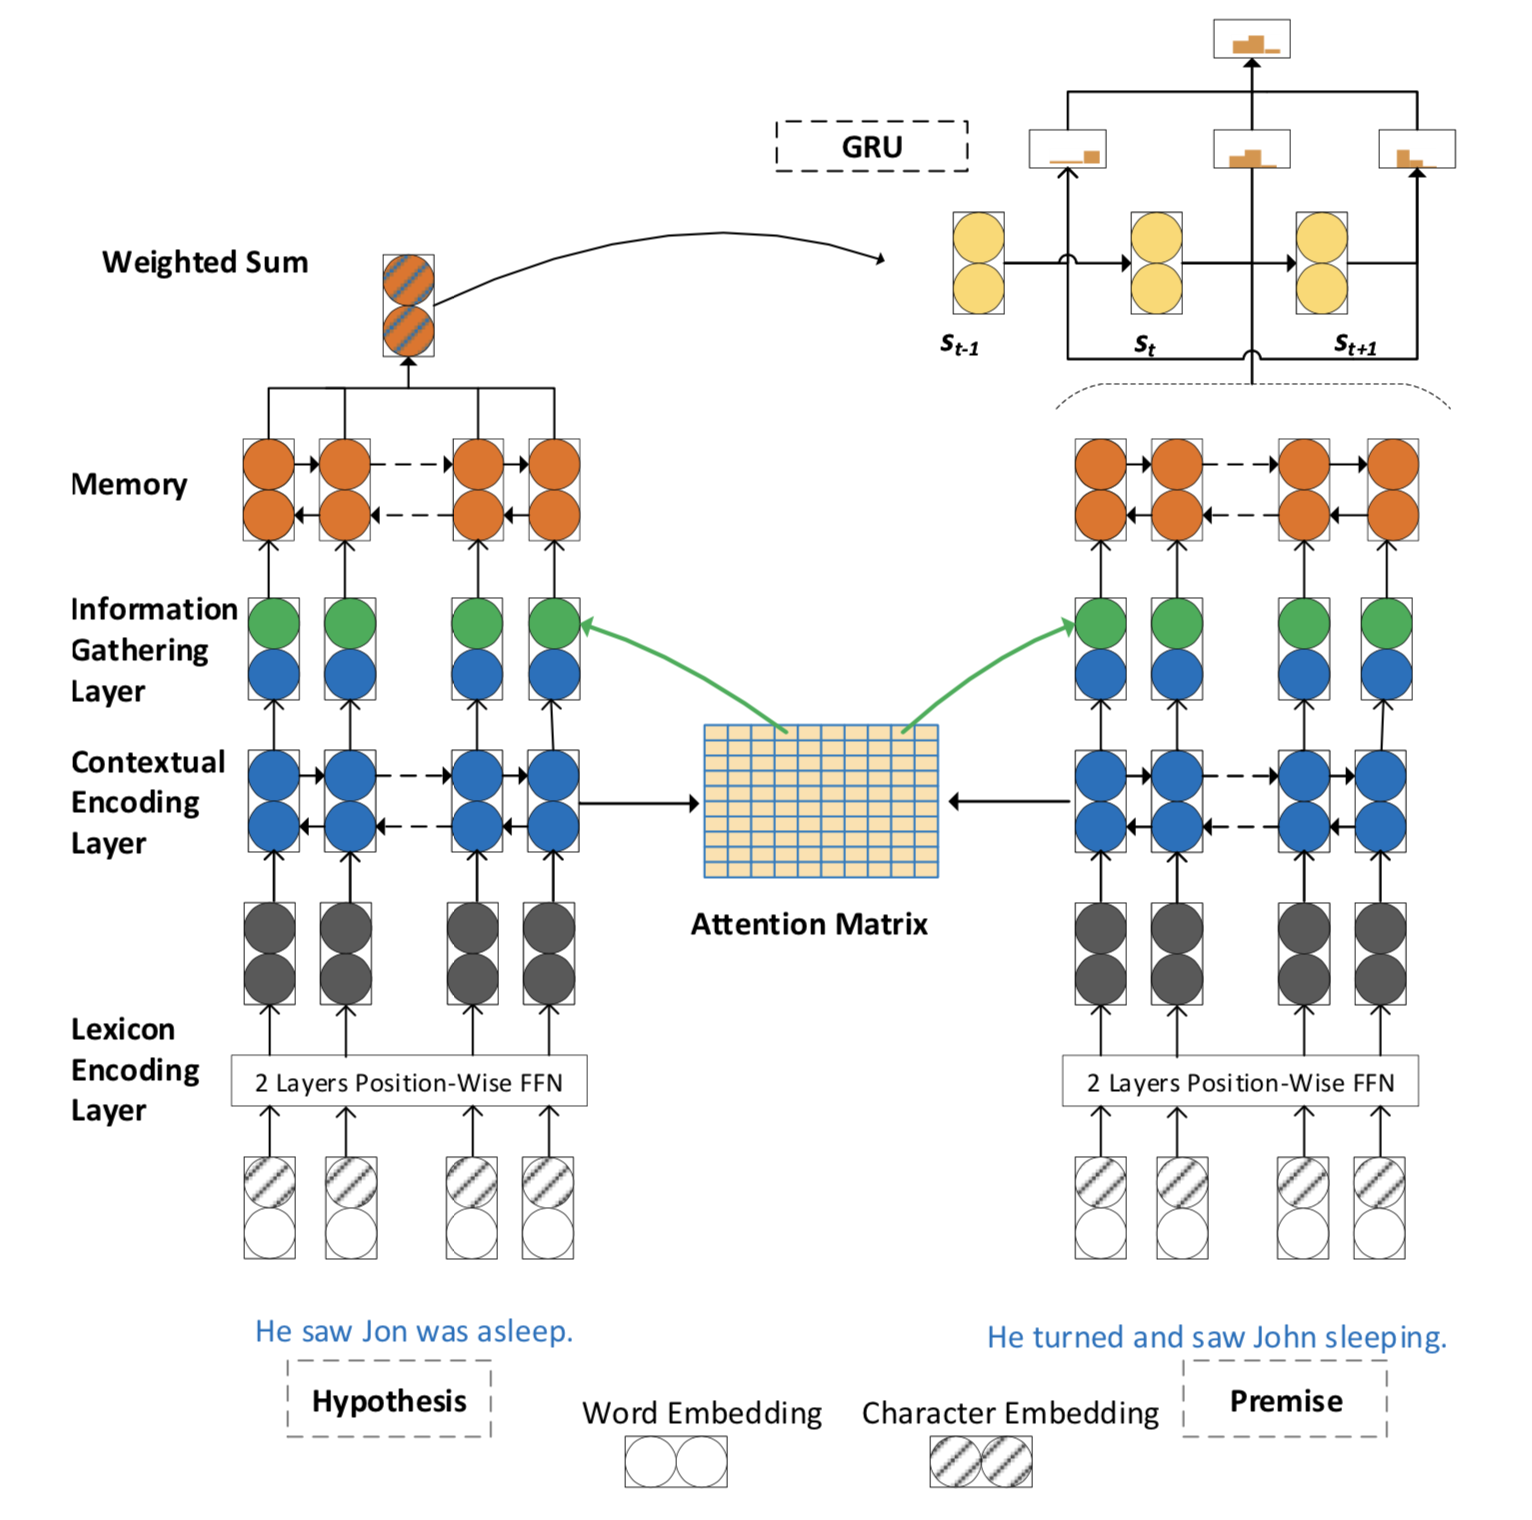 GRU
Weighted Sum
s_{t-1}
s_t
s_{t+1}
Memory
Information
Gathering
Layer
Contextual
Encoding
Layer
Attention Matrix
Lexicon
Encoding
Layer
2 Layers Position-Wise FFN
2 Layers Position-Wise FFN
He saw Jon was asleep.
He turned and saw John sleeping.
Hypothesis
Premise
Word Embedding
Character Embedding